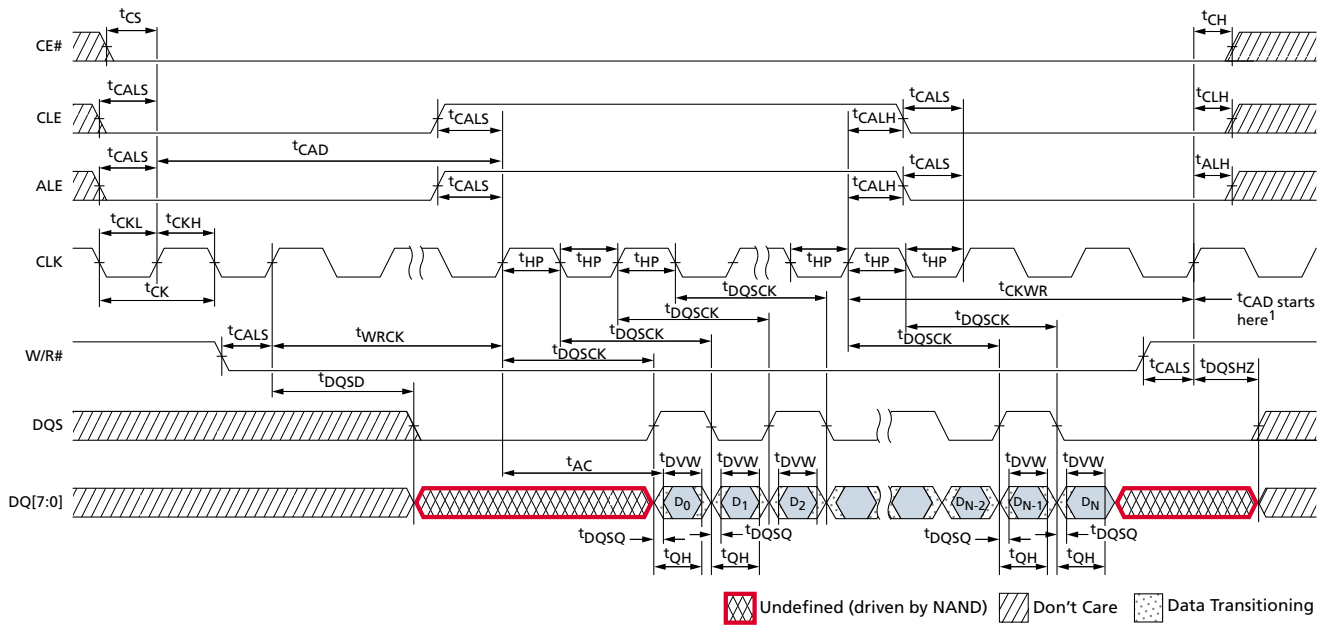 tCS
tCH
CE#
tCALS
tCALS
tCLH
CLE
tCALS
tCALH
tCAD
tCALS
tCALS
tALH
ALE
tCALS
tCALH
tCKL
tCKH
CLK
tHP
tHP
tHP
tHP
tHP
tHP
tCK
tDQSCK
tCKWR
tCAD starts
here1
tCALS
tWRCK
tDQSCK
tDQSCK
tDQSCK
tDQSCK
tDQSCK
W/R#
tDQSD
tCALS
tDQSHZ
DQS
tAC
tDVW
tDVW
tDVW
tDVW
tDVW
DQ[7:0]
D0
D1
D2
DN-2
DN-1
DN
tDQSQ
tDQSQ
tDQSQ
tDQSQ
tQH
tQH
tQH
tQH
Undefined (driven by NAND)
Don't Care
Data Transitioning